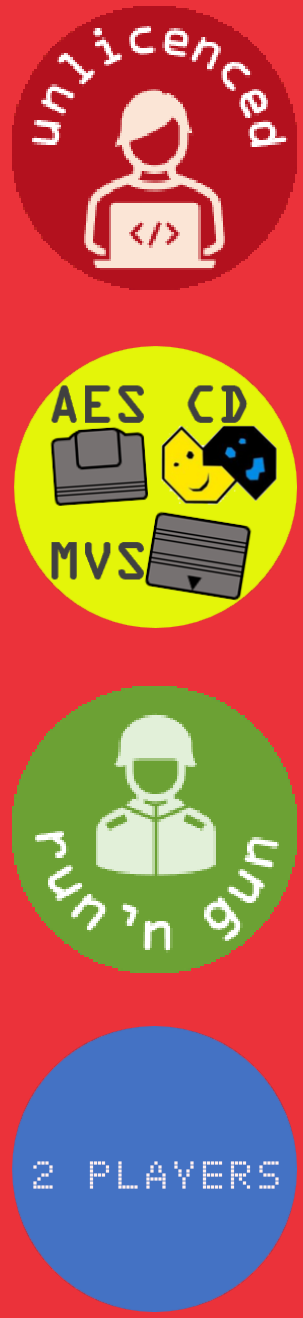 unlicenced
</>
AES CD
MVS
run'n gun
2 PLAYERS